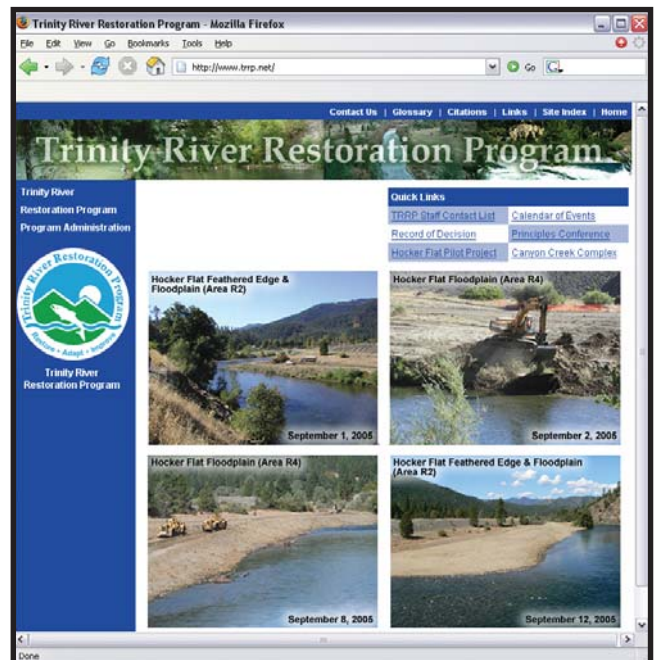 Trinity River Restoration Program - Mozilla Firefox
File Edit View Go Bookmarks Tools Help
http://www.trrp.net/
Go
Contact Us | Glossary | Citations | Links | Site Index | Home
Trinity River Restoration Program
Trinity River
Restoration Program
Program Administration
Trinity River Restoration Program
Restore • Adapt • Improve
Trinity River
Restoration Program
Quick Links
TRRP Staff Contact List Calendar of Events
Record of Decision Principles Conference
Hocker Flat Pilot Project Canyon Creek Complex
Hocker Flat Feathered Edge &
Floodplain (Area R2)
September 1, 2005
Hocker Flat Floodplain (Area R4)
September 2, 2005
Hocker Flat Floodplain (Area R4)
September 8, 2005
Hocker Flat Feathered Edge & Floodplain
(Area R2)
September 12, 2005
Done